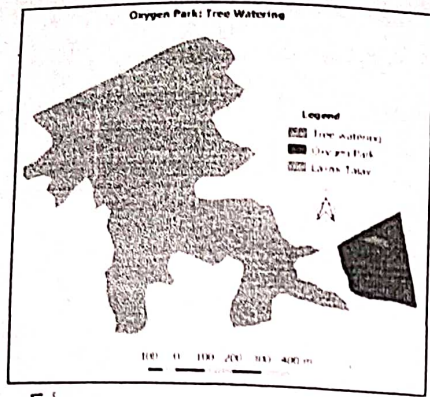 Oxygen Park: Tree Watering
Legend
Tree watering
Oxygen Park
100 0 100 200 300 400 m